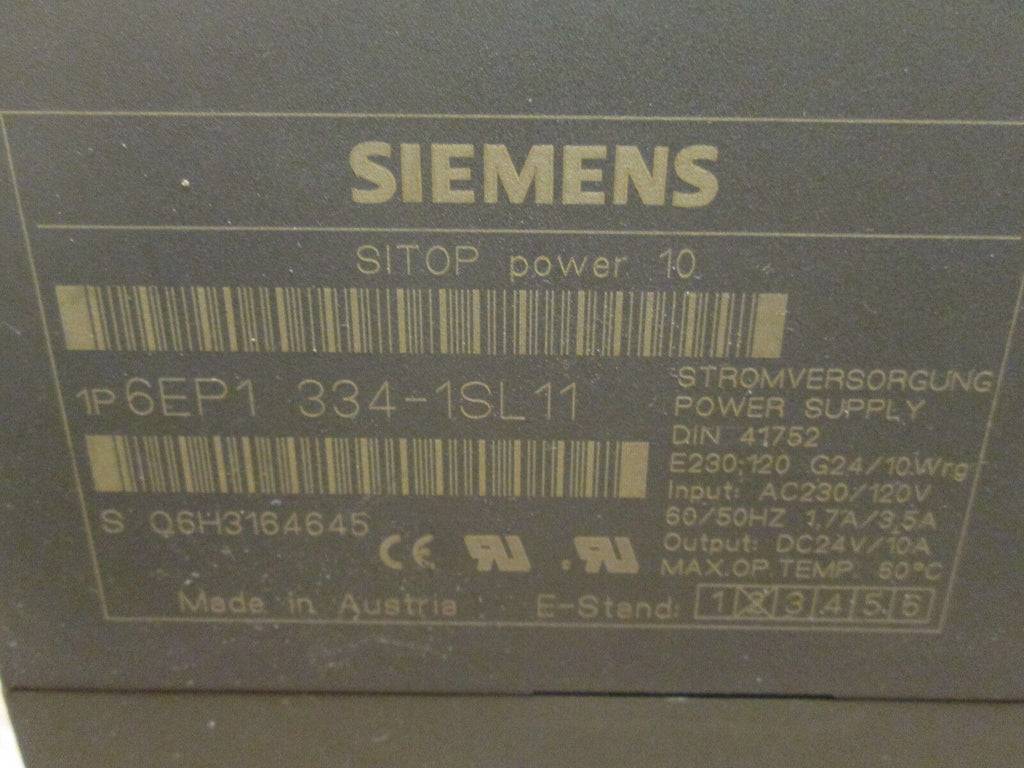 SIEMENS
SITOP power 10
1P 6EP1 334-1SL11
S Q6H3164645
STROMVERSORGUNG
POWER SUPPLY
DIN 41752
E230-120 G24/10Wrg
Input: AC230/120V
60/50HZ 1,7A/3,5A
Output: DC24V/10A
MAX.OP.TEMP. 60°C
CE
Made in Austria
E-Stand: 1 2 3 4 5 6